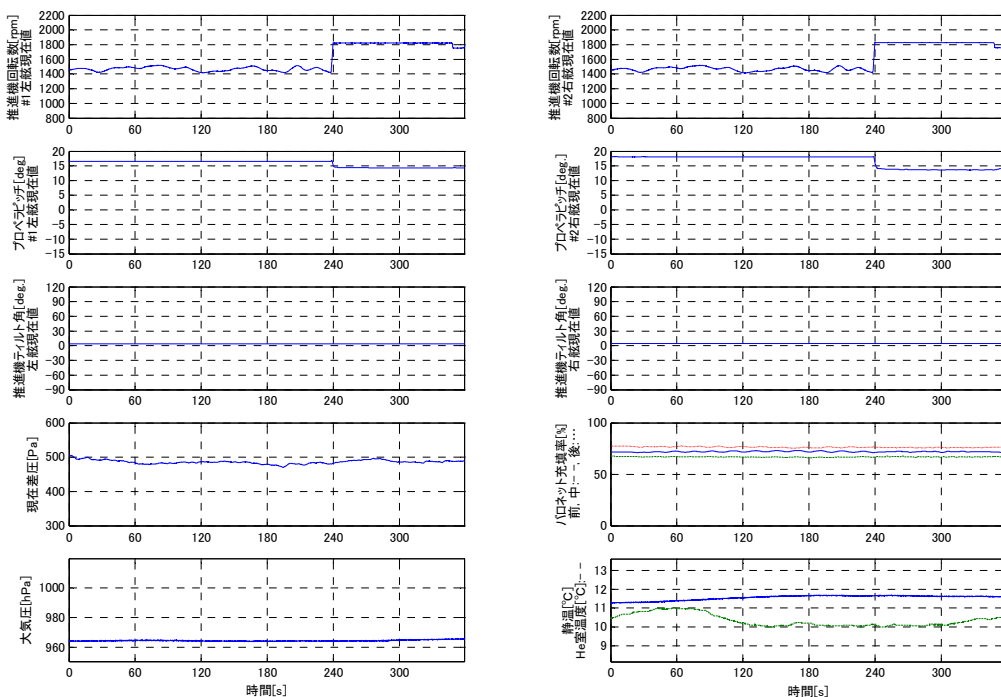 推進機回転数[rpm]
#1左舷現在値
2200
2000
1800
1600
1400
1200
1000
800
0 60 120 180 240 300
推進機回転数[rpm]
#2右舷現在値
2200
2000
1800
1600
1400
1200
1000
800
0 60 120 180 240 300
プロペラピッチ[deg]
#1左舷現在値
20
15
10
5
0
-5
-10
-15
0 60 120 180 240 300
プロペラピッチ[deg.]
#2右舷現在値
20
15
10
5
0
-5
-10
-15
0 60 120 180 240 300
推進機ティルト角[deg.]
左舷現在値
120
90
60
30
0
-30
-60
-90
0 60 120 180 240 300
推進機ティルト角[deg.]
右舷現在値
120
90
60
30
0
-30
-60
-90
0 60 120 180 240 300
現在差圧[Pa]
600
500
400
300
0 60 120 180 240 300
バロネット充填率[%]
前, 中:- -, 後:…
100
50
0
0 60 120 180 240 300
大気圧[hPa]
1000
980
960
0 60 120 180 240 300
時間[s]
静温[°C]
He室温度[°C]:- -
13
12
11
10
9
0 60 120 180 240 300
時間[s]